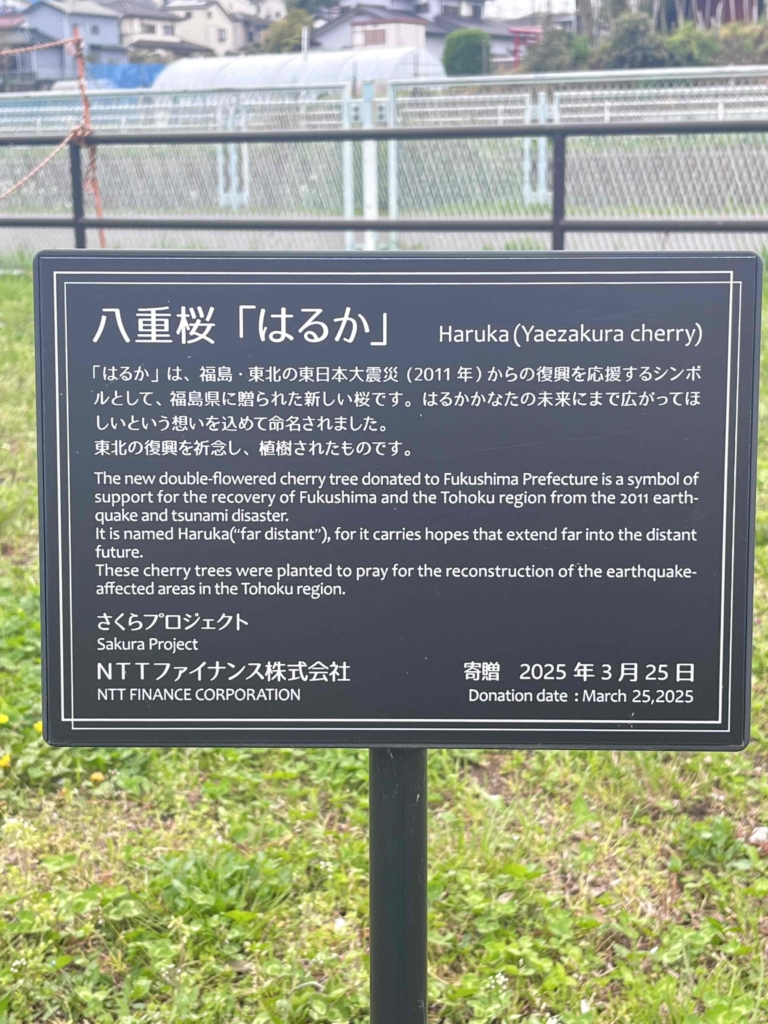 八重桜「はるか」 Haruka (Yaezakura cherry)
「はるか」は、福島・東北の東日本大震災（2011 年）からの復興を応援するシンボ
ルとして、福島県に贈られた新しい桜です。はるかかなたの未来にまで広がってほ
しいという想いを込めて命名されました。
東北の復興を祈念し、植樹されたものです。
The new double-flowered cherry tree donated to Fukushima Prefecture is a symbol of
support for the recovery of Fukushima and the Tohoku region from the 2011 earth-
quake and tsunami disaster.
It is named Haruka(“far distant”), for it carries hopes that extend far into the distant
future.
These cherry trees were planted to pray for the reconstruction of the earthquake-
affected areas in the Tohoku region.
さくらプロジェクト
Sakura Project
ＮＴＴファイナンス株式会社 寄贈 2025 年 3 月 25 日
NTT FINANCE CORPORATION Donation date : March 25,2025